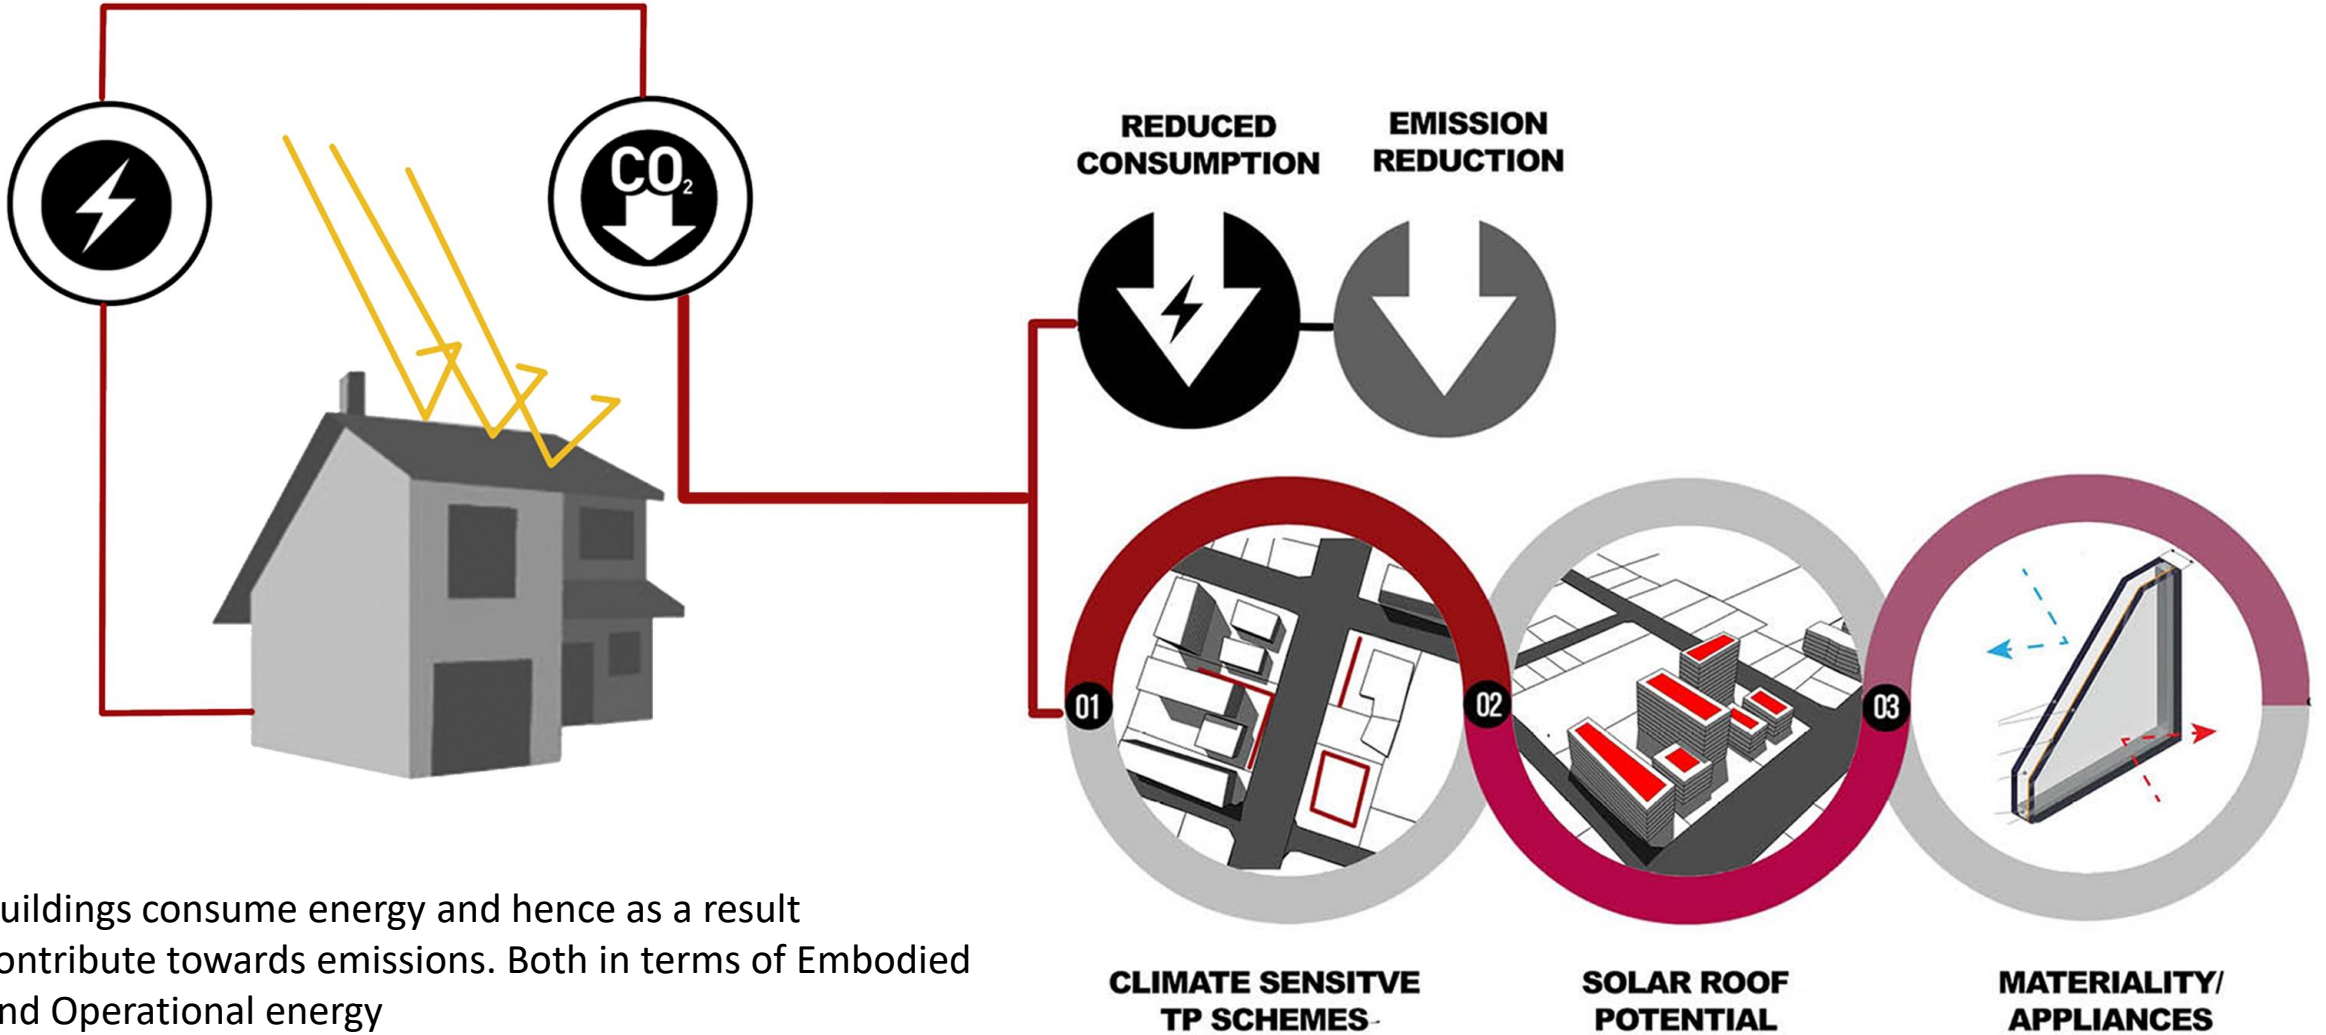 CO₂
REDUCED
CONSUMPTION
EMISSION
REDUCTION
01
02
03
uildings consume energy and hence as a result
ontribute towards emissions. Both in terms of Embodied
nd Operational energy
CLIMATE SENSITVE
TP SCHEMES
SOLAR ROOF
POTENTIAL
MATERIALITY/
APPLIANCES